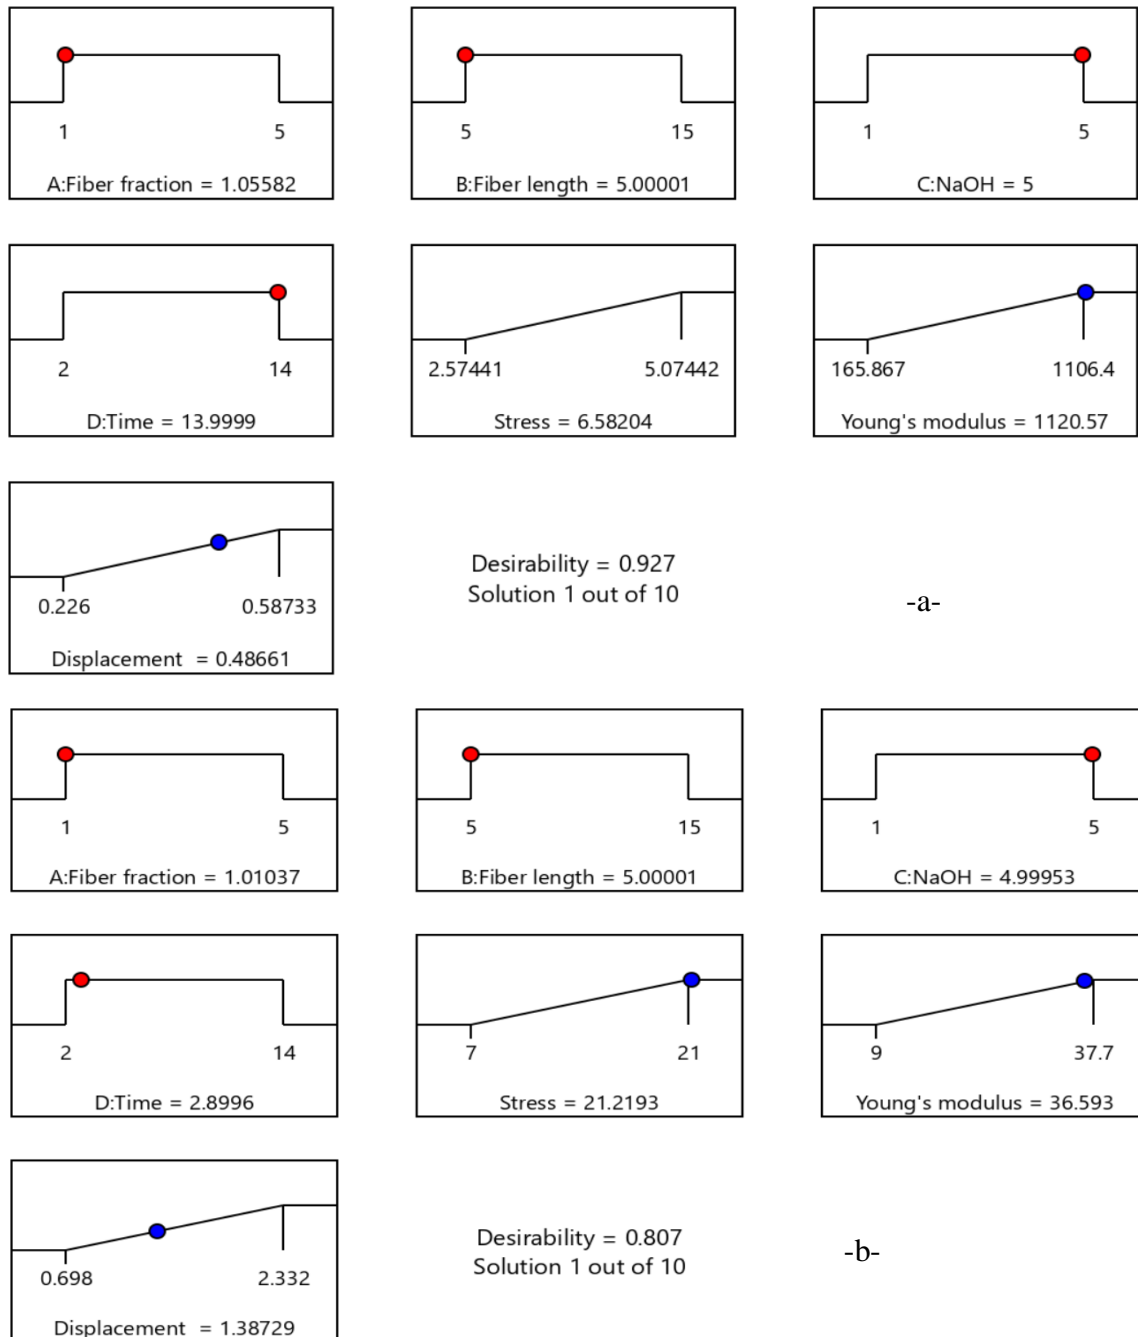 1 5 5 15 1 5
A:Fiber fraction = 1.05582 B:Fiber length = 5.00001 C:NaOH = 5
2 14 2.57441 5.07442 165.867 1106.4
D:Time = 13.9999 Stress = 6.58204 Young's modulus = 1120.57
0.226 0.58733
Displacement = 0.48661
Desirability = 0.927
Solution 1 out of 10
-a-
1 5 5 15 1 5
A:Fiber fraction = 1.01037 B:Fiber length = 5.00001 C:NaOH = 4.99953
2 14 7 21 9 37.7
D:Time = 2.8996 Stress = 21.2193 Young's modulus = 36.593
0.698 2.332
Displacement = 1.38729
Desirability = 0.807
Solution 1 out of 10
-b-